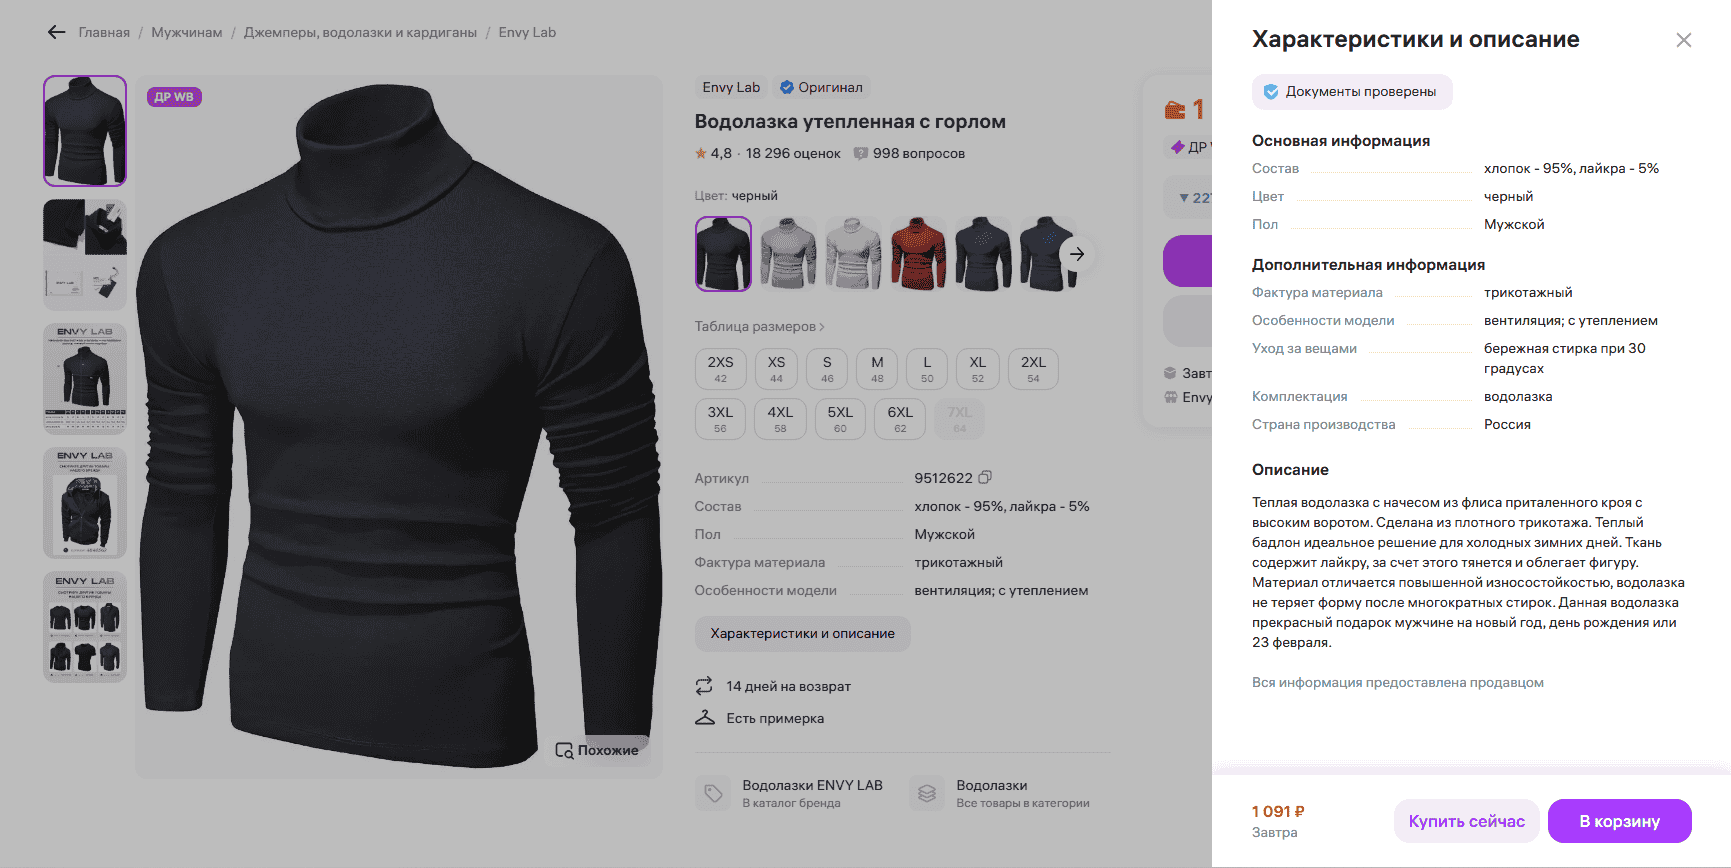 Главная / Мужчинам / Джемперы, водолазки и кардиганы / Envy Lab
ДР WB
ENVY LAB
ENVY LAB
ENVY LAB
Похожие
Envy Lab
Оригинал
Водолазка утепленная с горлом
4,8 · 18 296 оценок
998 вопросов
Цвет: черный
Таблица размеров
2XS
42
XS
44
S
46
M
48
L
50
XL
52
2XL
54
3XL
56
4XL
58
5XL
60
6XL
62
7XL
64
Артикул 9512622
Состав хлопок - 95%, лайкра - 5%
Пол Мужской
Фактура материала трикотажный
Особенности модели вентиляция; с утеплением
Характеристики и описание
14 дней на возврат
Есть примерка
Водолазки ENVY LAB
В каталог бренда
Водолазки
Все товары в категории
1
ДР
Завт
Envy
Характеристики и описание
Документы проверены
Основная информация
Состав хлопок - 95%, лайкра - 5%
Цвет черный
Пол Мужской
Дополнительная информация
Фактура материала трикотажный
Особенности модели вентиляция; с утеплением
Уход за вещами бережная стирка при 30
градусах
Комплектация водолазка
Страна производства Россия
Описание
Теплая водолазка с начесом из флиса приталенного кроя с
высоким воротом. Сделана из плотного трикотажа. Теплый
бадлон идеальное решение для холодных зимних дней. Ткань
содержит лайкру, за счет этого тянется и облегает фигуру.
Материал отличается повышенной износостойкостью, водолазка
не теряет форму после многократных стирок. Данная водолазка
прекрасный подарок мужчине на новый год, день рождения или
23 февраля.
Вся информация предоставлена продавцом
1 091 ₽
Завтра
Купить сейчас
В корзину